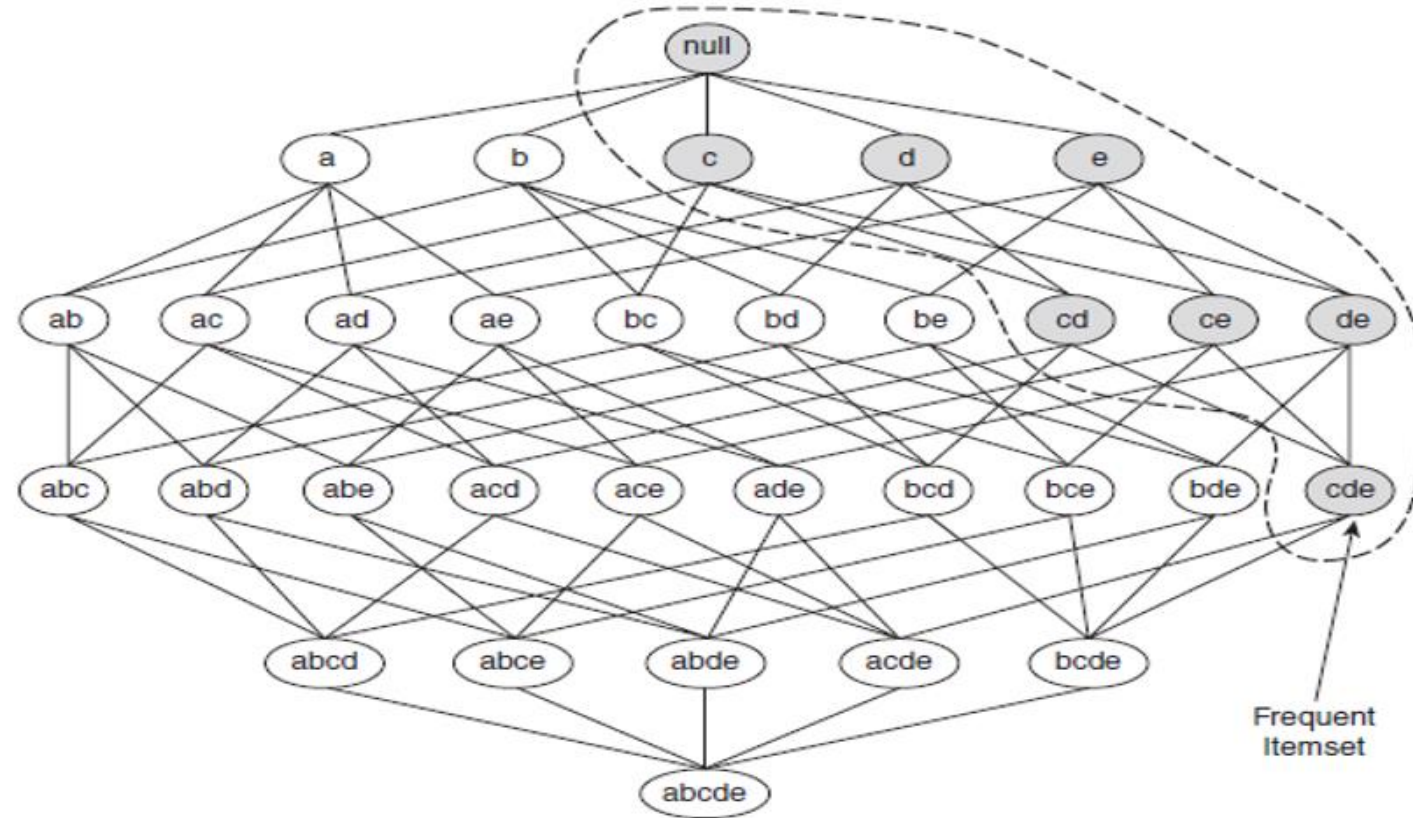 null
a b c d e
ab ac ad ae bc bd be cd ce de
abc abd abe acd ace ade bcd bce bde cde
abcd abce abde acde bcde
Frequent
Itemset
abcde